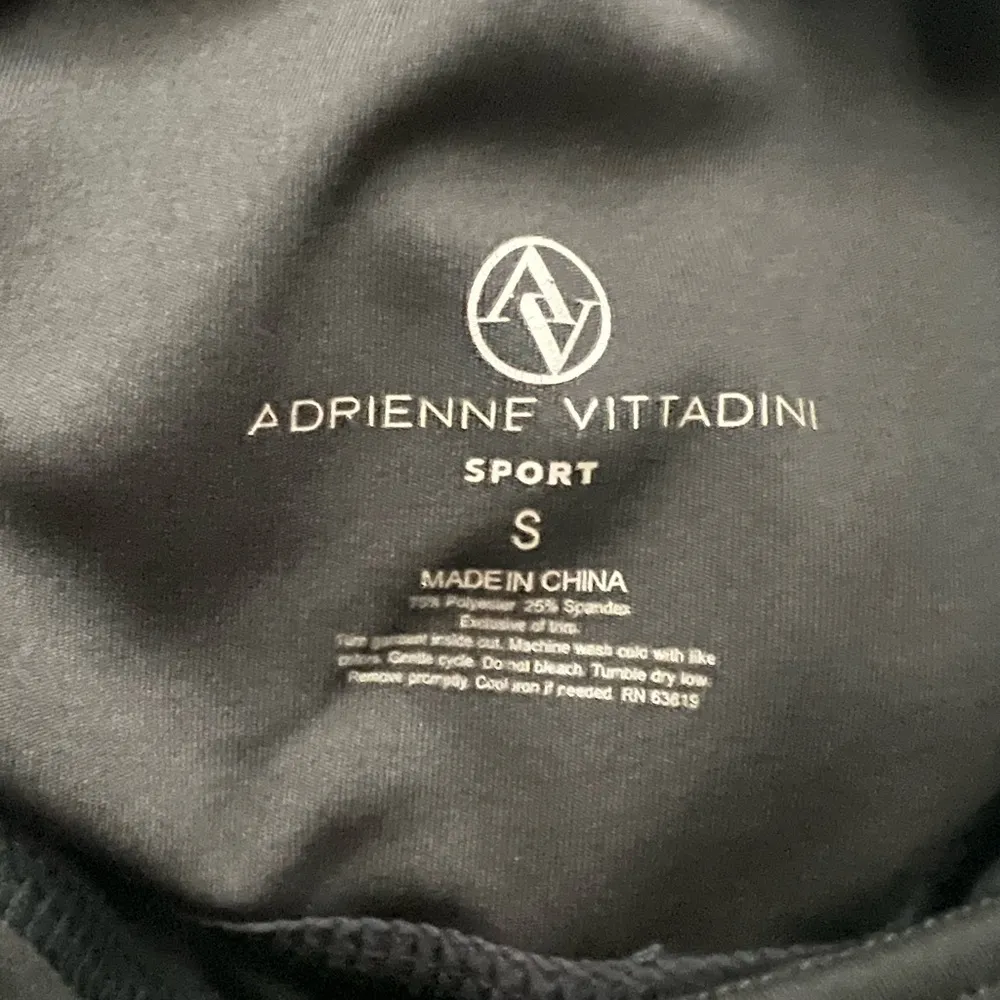 AV
ADRIENNE VITTADINI
SPORT
S
MADE IN CHINA
75% Polyester 25% Spandex
Exclusive of trim.
Turn garment inside out. Machine wash cold with like
colors. Gentle cycle. Do not bleach. Tumble dry low.
Remove promptly. Cool iron if needed. RN 63619